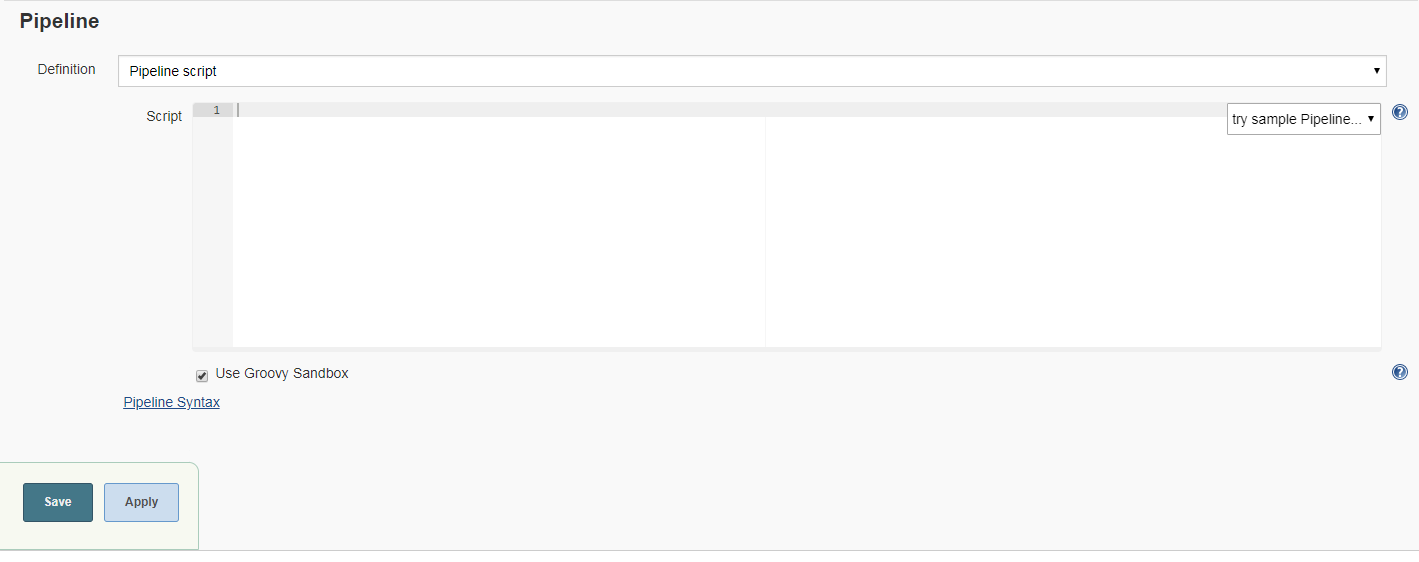 Pipeline
Definition
Pipeline script
Script
1
try sample Pipeline...
?
Use Groovy Sandbox
?
Pipeline Syntax
Save
Apply